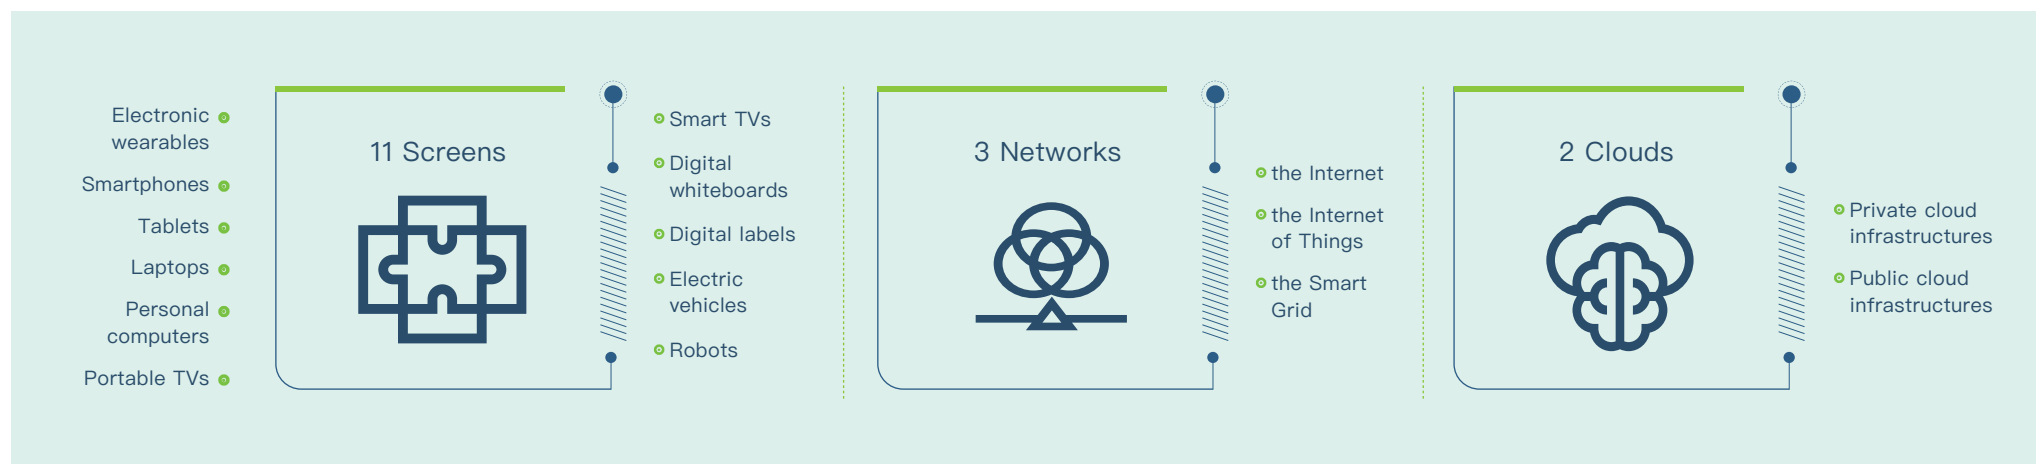 Electronic
wearables
Smartphones
Tablets
Laptops
Personal
computers
Portable TVs
11 Screens
Smart TVs
Digital
whiteboards
Digital labels
Electric
vehicles
Robots
3 Networks
the Internet
the Internet
of Things
the Smart
Grid
2 Clouds
Private cloud
infrastructures
Public cloud
infrastructures